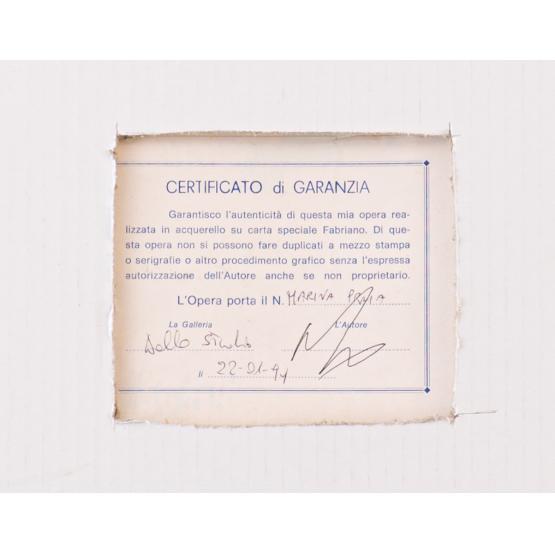 CERTIFICATO di GARANZIA
Garantisco l'autenticità di questa mia opera rea-
lizzata in acquerello su carta speciale Fabriano. Di que-
sta opera non si possono fare duplicati a mezzo stampa
o serigrafie o altro procedimento grafico senza l'espressa
autorizzazione dell'Autore anche se non proprietario.
L'Opera porta il N. MARINA
La Galleria L'Autore
Dello Studio
li 22-01-94